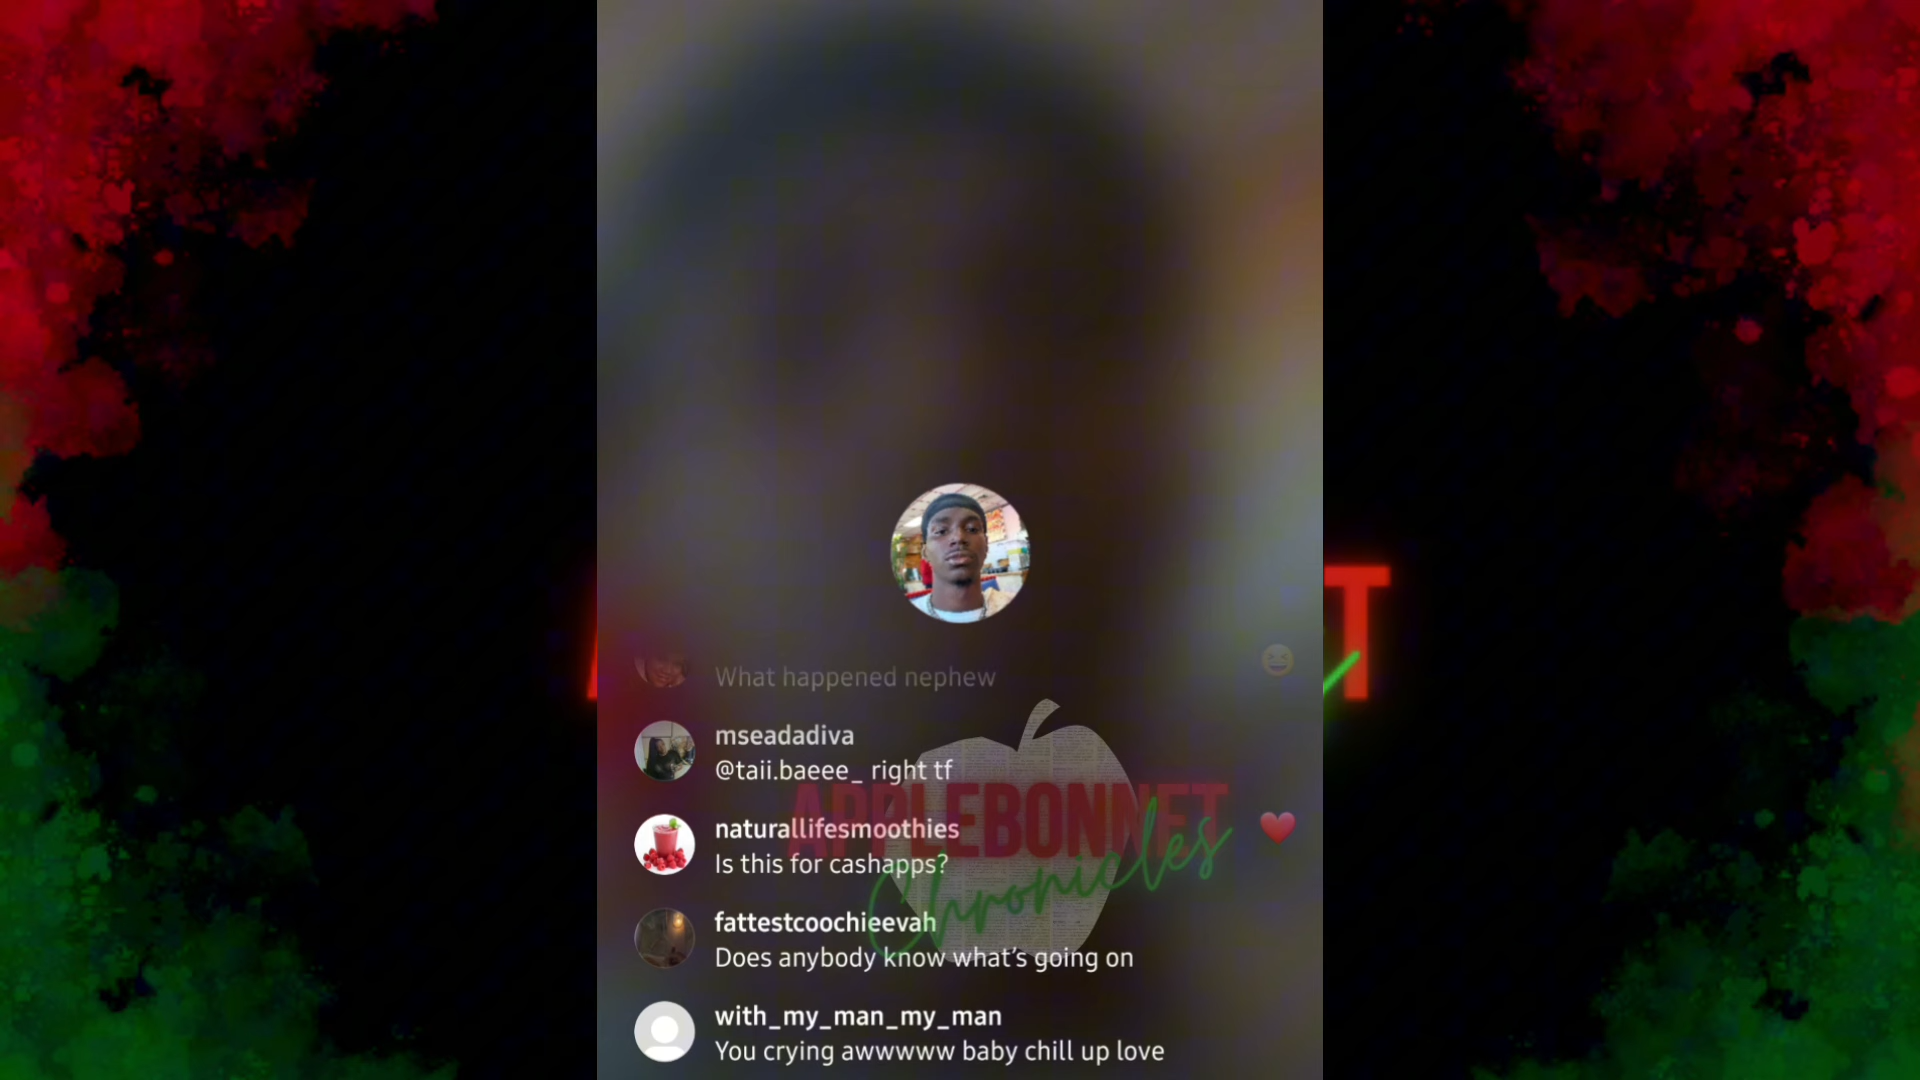 What happened nephew
mseadadiva
@taii.baeee_ right tf
naturallifesmoothies
Is this for cashapps?
APPLEBONNET
Chronicles
fattestcoochieevah
Does anybody know what's going on
with_my_man_my_man
You crying awwwww baby chill up love
T